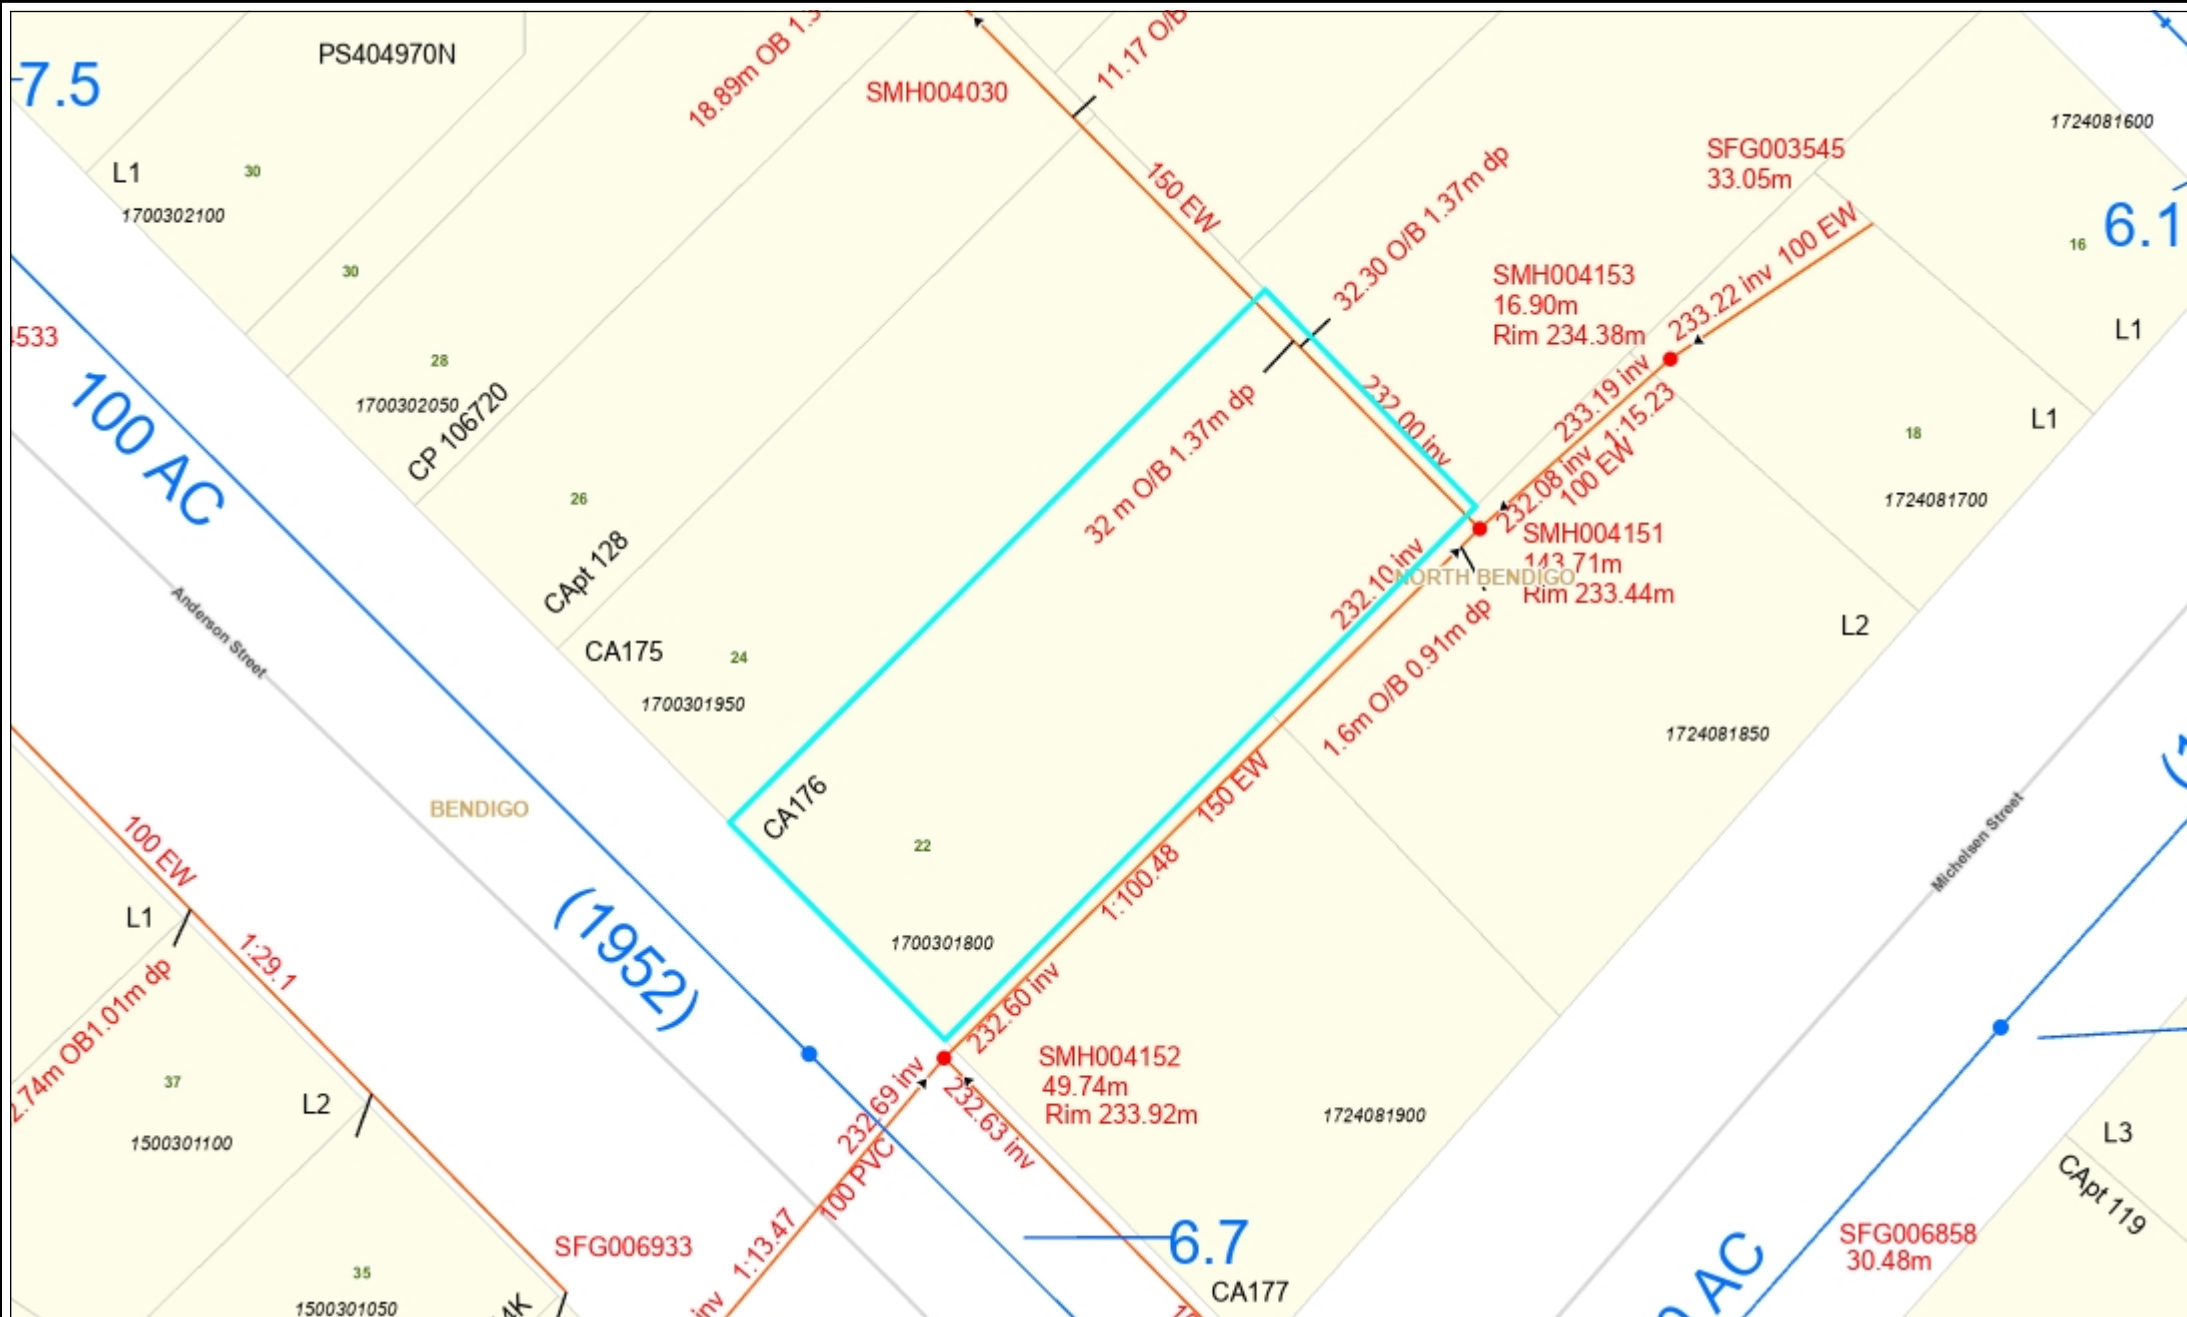 PS404970N
7.5
18.89m OB 1.3
11.17 O/B
SMH004030
1724081600
SFG003545
33.05m
L1
30
1700302100
150 EW
32.30 O/B 1.37m dp
6.1
16
100 EW
233.22 inv
SMH004153
16.90m
Rim 234.38m
30
L1
4533
28
1700302050
CP 106720
100 AC
32 m O/B 1.37m dp
232.00 inv
233.19 inv
1:15.23
L1
18
1724081700
26
232.08 inv
100 EW
SMH004151
143.71m
Rim 233.44m
NORTH BENDIGO
232.10 inv
CApt 128
Anderson Street
CA175
24
1700301950
1.6m O/B 0.91m dp
L2
1724081850
CA176
22
150 EW
BENDIGO
100 EW
1:100.48
Michelsen Street
L1
1:29.1
(1952)
1700301800
2.74m OB1.01m dp
232.60 inv
SMH004152
49.74m
Rim 233.92m
37
L2
1500301100
232.69 inv
232.63 inv
100 PVC
1724081900
L3
CApt 119
1:13.47
SFG006933
6.7
SFG006858
30.48m
35
1500301050
inv
CA177
AC